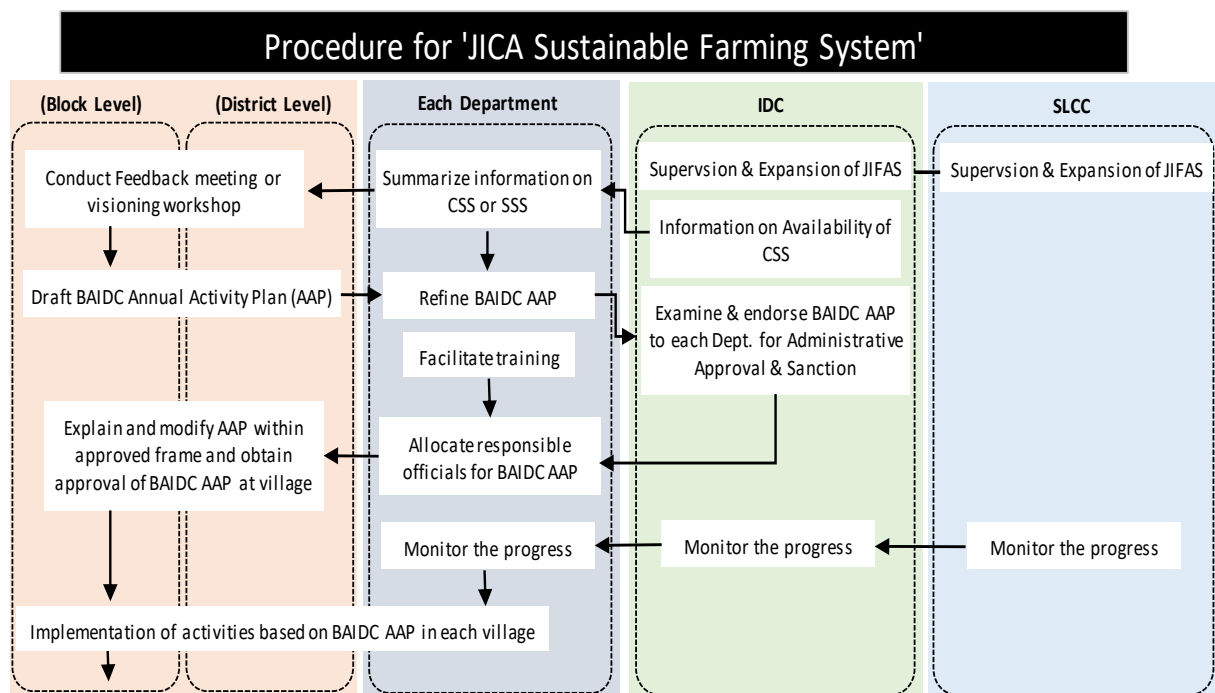 Procedure for 'JICA Sustainable Farming System'
(Block Level)
(District Level)
Each Department
IDC
SLCC
Conduct Feedback meeting or
visioning workshop
Summarize information on
CSS or SSS
Supervsion & Expansion of JIFAS
Supervsion & Expansion of JIFAS
Information on Availability of
CSS
Draft BAIDC Annual Activity Plan (AAP)
Refine BAIDC AAP
Examine & endorse BAIDC AAP
to each Dept. for Administrative
Approval & Sanction
Facilitate training
Explain and modify AAP within
approved frame and obtain
approval of BAIDC AAP at village
Allocate responsible
officials for BAIDC AAP
Monitor the progress
Monitor the progress
Monitor the progress
Implementation of activities based on BAIDC AAP in each village